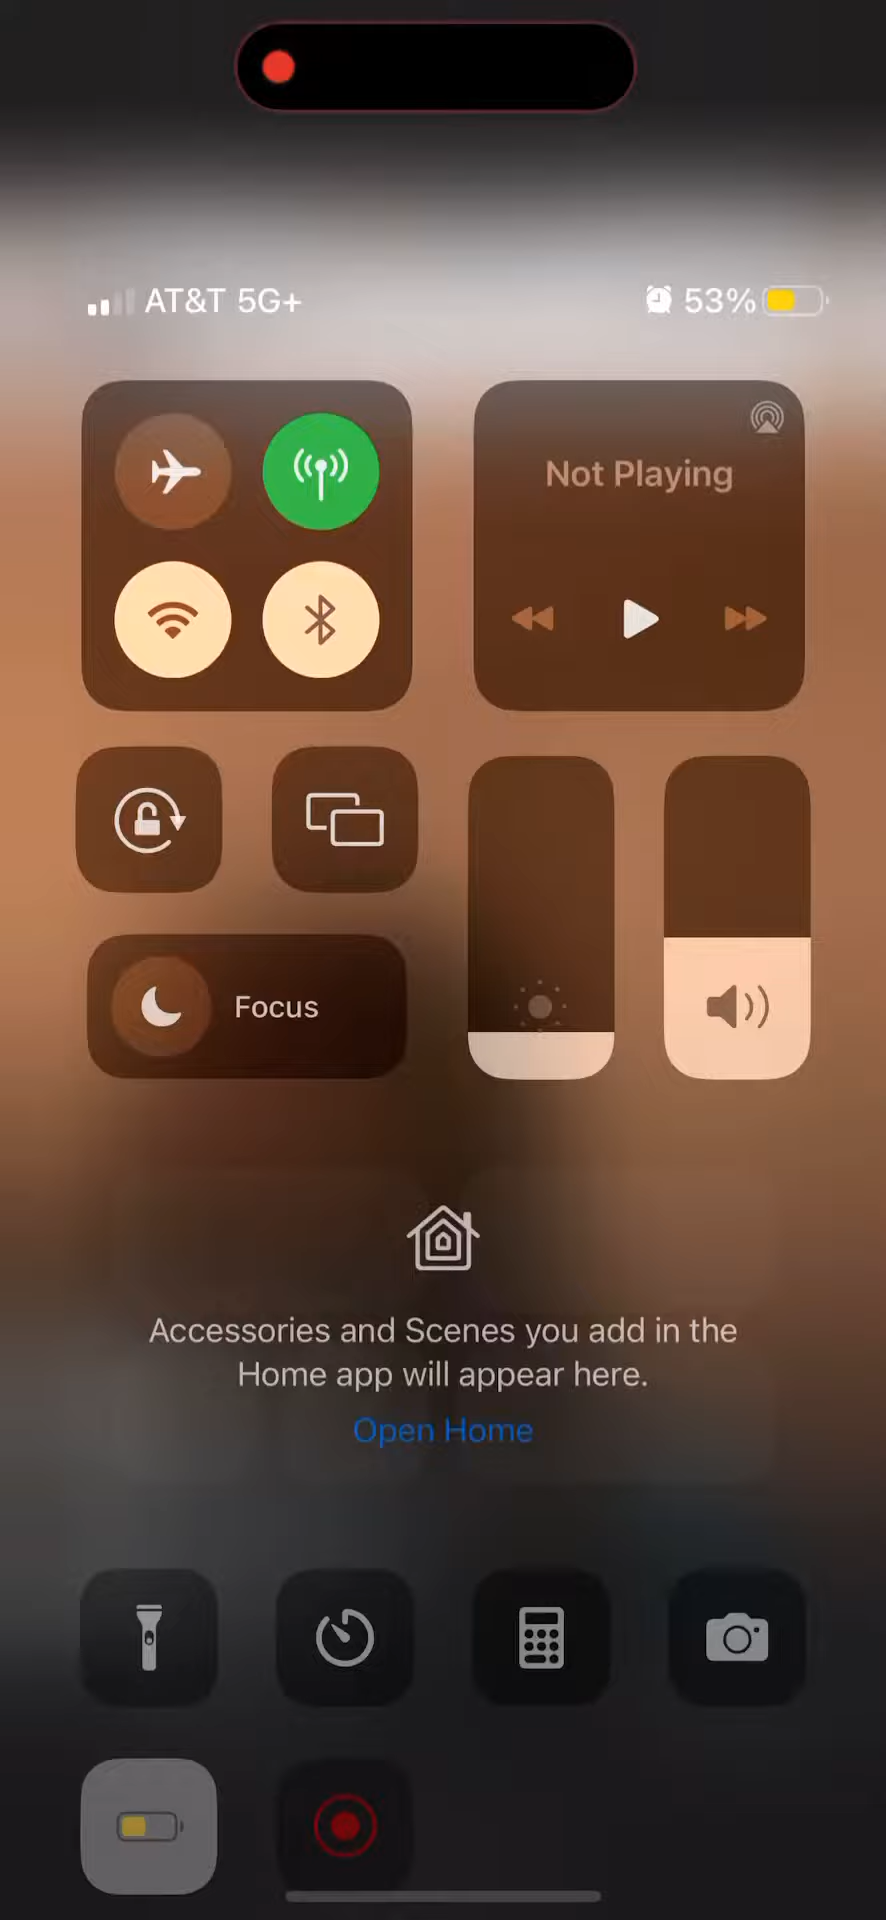 AT&T 5G+ 53%
Not Playing
Focus
Accessories and Scenes you add in the
Home app will appear here.
Open Home